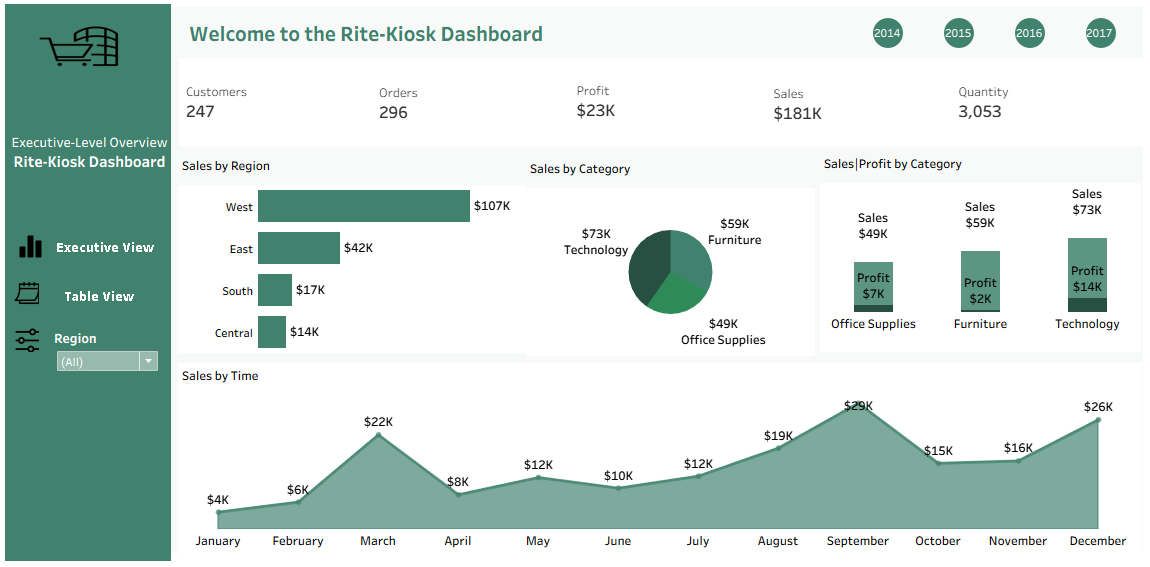 Welcome to the Rite-Kiosk Dashboard
2014
2015
2016
2017
Executive-Level Overview
Rite-Kiosk Dashboard
Executive View
Table View
Region
(All)
Customers
247
Orders
296
Profit
$23K
Sales
$181K
Quantity
3,053
Sales by Region
West
$107K
East
$42K
South
$17K
Central
$14K
Sales by Category
$73K
Technology
$59K
Furniture
$49K
Office Supplies
Sales|Profit by Category
Sales
$49K
Profit
$7K
Office Supplies
Sales
$59K
Profit
$2K
Furniture
Sales
$73K
Profit
$14K
Technology
Sales by Time
$4K
$6K
$22K
$8K
$12K
$10K
$12K
$19K
$29K
$15K
$16K
$26K
January
February
March
April
May
June
July
August
September
October
November
December